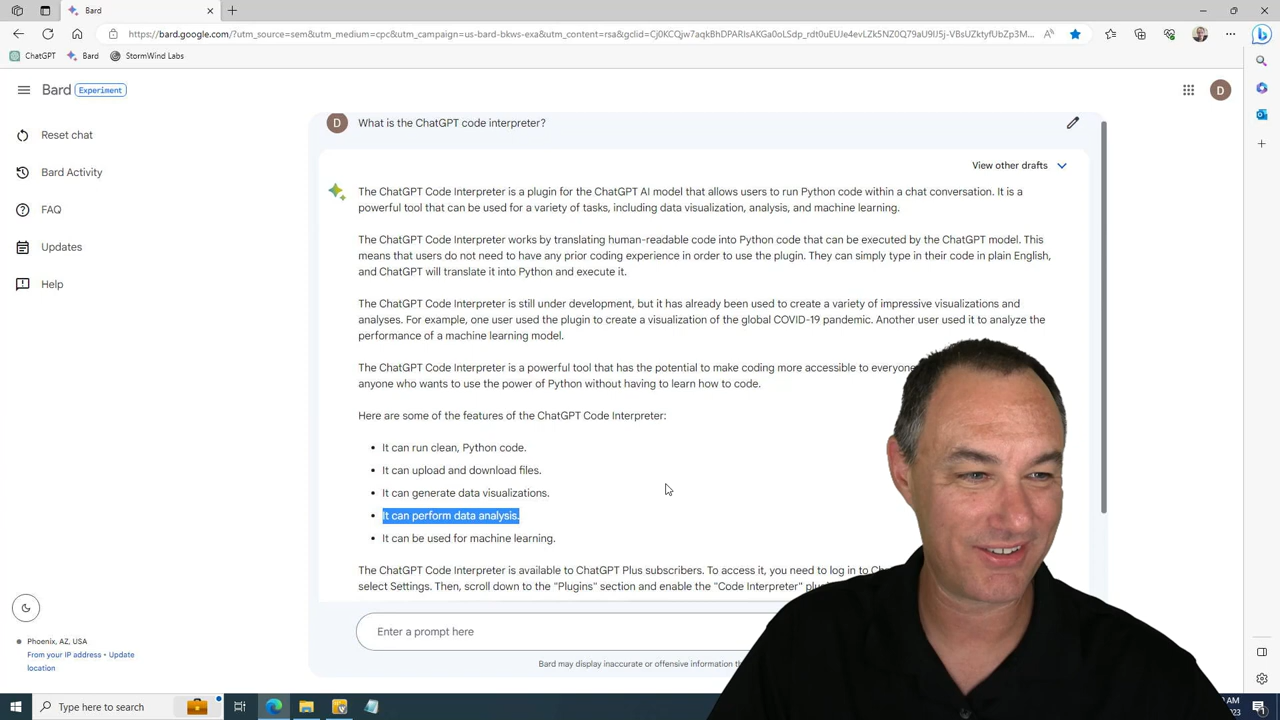 Bard
https://bard.google.com/?utm_source=sem&utm_medium=cpc&utm_campaign=us-bard-bkws-exa&utm_content=rsa&gclid=
ChatGPT
Bard
StormWind Labs
Bard Experiment
D
Reset chat
Bard Activity
FAQ
Updates
Help
D What is the ChatGPT code interpreter?
View other drafts
The ChatGPT Code Interpreter is a plugin for the ChatGPT AI model that allows users to run Python code within a chat conversation. It is a
powerful tool that can be used for a variety of tasks, including data visualization, analysis, and machine learning.
The ChatGPT Code Interpreter works by translating human-readable code into Python code that can be executed by the ChatGPT model. This
means that users do not need to have any prior coding experience in order to use the plugin. They can simply type in their code in plain English,
and ChatGPT will translate it into Python and execute it.
The ChatGPT Code Interpreter is still under development, but it has already been used to create a variety of impressive visualizations and
analyses. For example, one user used the plugin to create a visualization of the global COVID-19 pandemic. Another user used it to analyze the
performance of a machine learning model.
The ChatGPT Code Interpreter is a powerful tool that has the potential to make coding more accessible to everyone
anyone who wants to use the power of Python without having to learn how to code.
Here are some of the features of the ChatGPT Code Interpreter:
• It can run clean, Python code.
• It can upload and download files.
• It can generate data visualizations.
• It can perform data analysis.
• It can be used for machine learning.
The ChatGPT Code Interpreter is available to ChatGPT Plus subscribers. To access it, you need to log in to
select Settings. Then, scroll down to the "Plugins" section and enable the "Code Interpreter"
Enter a prompt here
Bard may display inaccurate or offensive information
Phoenix, AZ, USA
From your IP address • Update
location
Type here to search